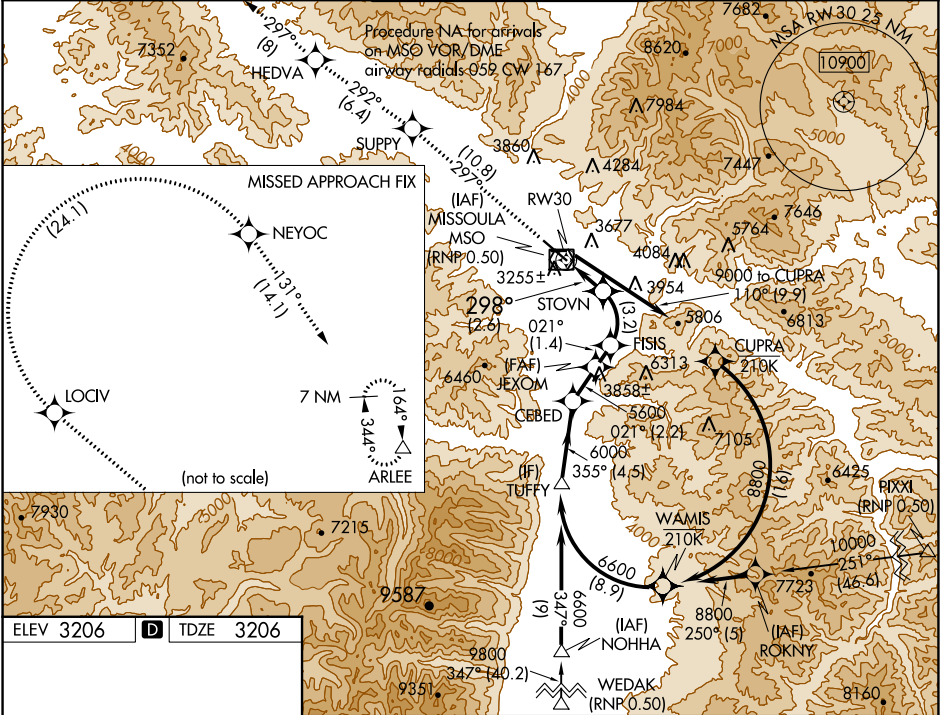 297°
(8)
HEDVA
292°
(6.4)
SUPPY
(10.8)
297°
Procedure NA for arrivals
on MSO VOR/DME
airway radials 059 CW 167
7352
8620
7682
7000
MSA RW30 25 NM
10900
7984
5000
3860
4284
7447
4000
MISSED APPROACH FIX
(24.1)
NEYOC
131°
(14.1)
LOCIV
7 NM
344°
164°
ARLEE
(not to scale)
(IAF)
MISSOULA
MSO
(RNP 0.50)
RW30
3677
7646
5764
4084
3255±
3954
9000 to CUPRA
110° (9.9)
STOVN
298°
(2.6)
(3.2)
5806
6813
021°
(1.4)
FISIS
CUPRA
210K
(FAF)
JEXOM
6313
6460
3858±
CEBED
5600
021° (2.2)
7105
5000
6000
355° (4.5)
8800
(19)
(IF)
TUFFY
6425
PIXXI
(RNP 0.50)
4000
WAMIS
210K
7930
5000
7215
8000
10000
251°
(46.6)
6600
(8.9)
7723
9587
8800
250° (5)
(IAF)
ROKNY
6600
347°
(9)
(IAF)
NOHHA
ELEV 3206
D
TDZE 3206
9800
347° (40.2)
WEDAK
(RNP 0.50)
9351
8160